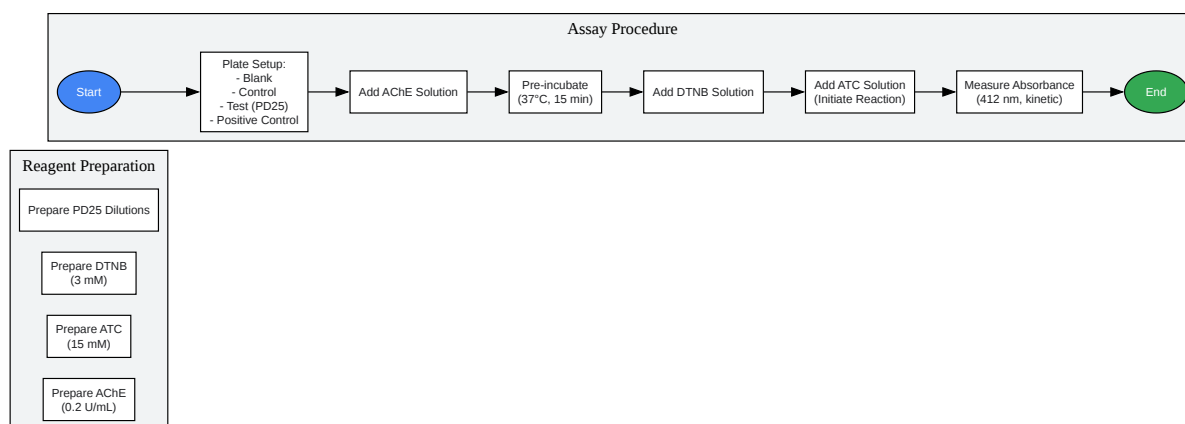 Assay Procedure
Start
Plate Setup:
- Blank
- Control
- Test (PD25)
- Positive Control
Add AChE Solution
Pre-incubate
(37°C, 15 min)
Add DTNB Solution
Add ATC Solution
(Initiate Reaction)
Measure Absorbance
(412 nm, kinetic)
End
Reagent Preparation
Prepare PD25 Dilutions
Prepare DTNB
(3 mM)
Prepare ATC
(15 mM)
Prepare AChE
(0.2 U/mL)